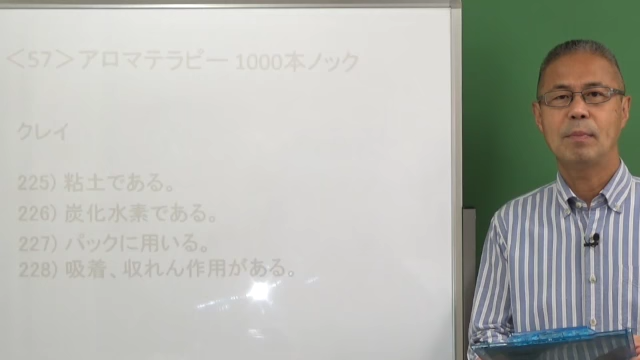 ＜57＞アロマテラピー 1000本ノック
クレイ
225) 粘土である。
226) 炭化水素である。
227) パックに用いる。
228) 吸着、収れん作用がある。